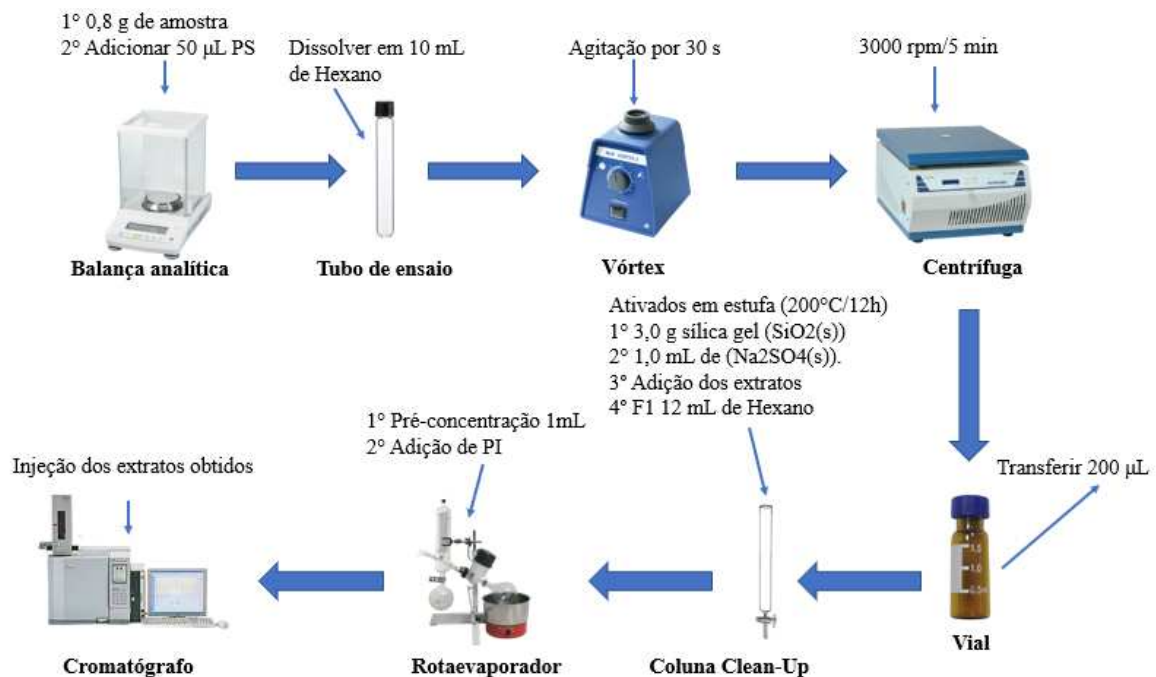 1° 0,8 g de amostra
2° Adicionar 50 μL PS
Dissolver em 10 mL
de Hexano
Agitação por 30 s
3000 rpm/5 min
Balança analítica
Tubo de ensaio
Vórtex
Centrífuga
Ativados em estufa (200°C/12h)
1° 3,0 g sílica gel (SiO2(s))
2° 1,0 mL de (Na2SO4(s)).
3° Adição dos extratos
4° F1 12 mL de Hexano
1° Pré-concentração 1mL
2° Adição de PI
Injeção dos extratos obtidos
Transferir 200 μL
1.5
1.0
Vial
Coluna Clean-Up
Rotaevaporador
Cromatógrafo